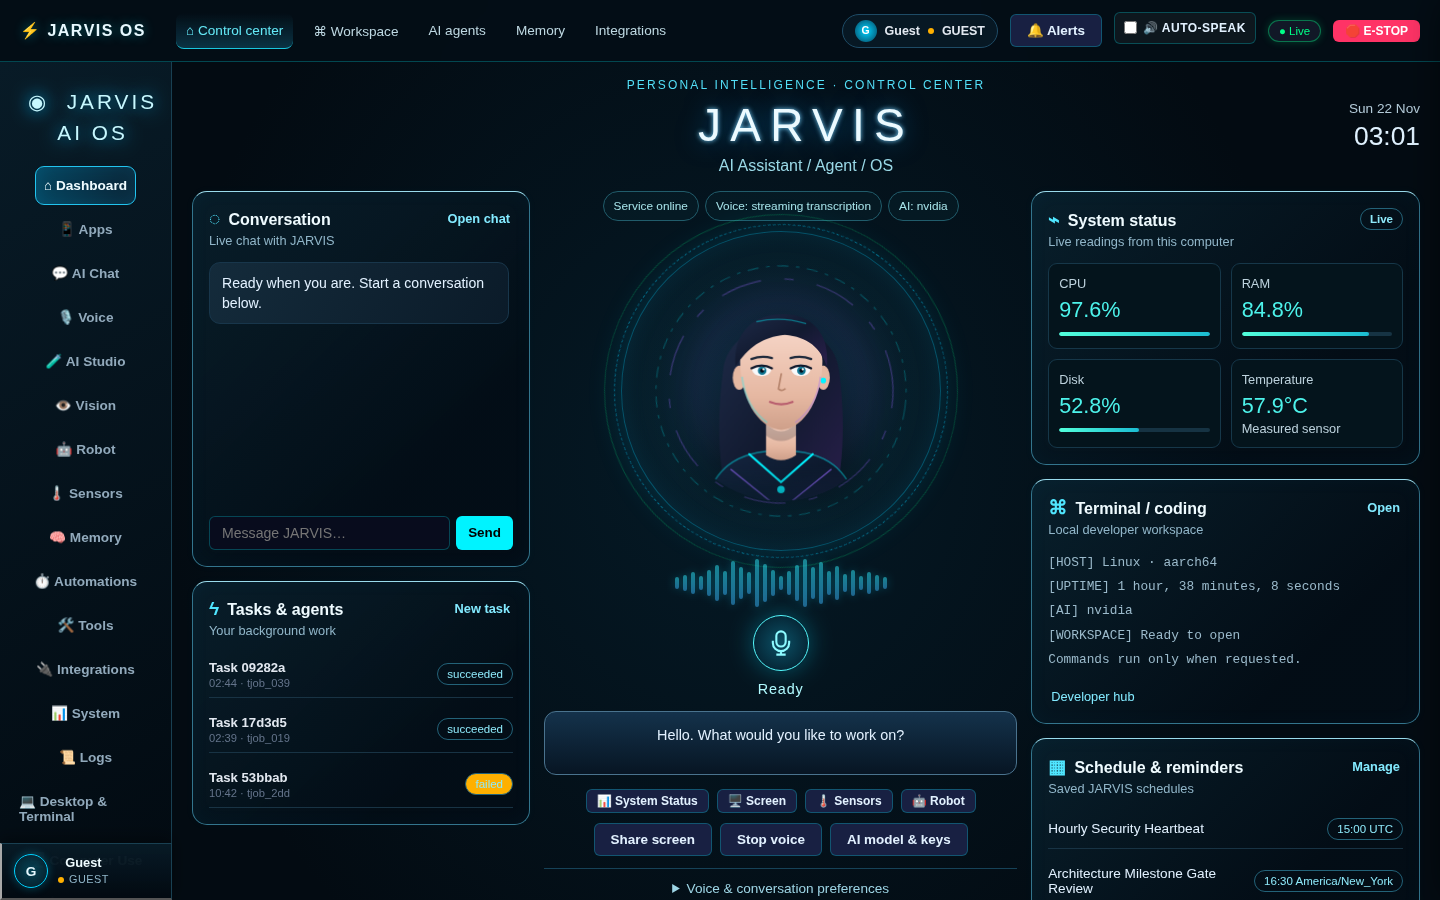 ⚡ JARVIS OS
⌂ Control center
⌘ Workspace
AI agents
Memory
Integrations
G Guest ● GUEST
🔔 Alerts
🔊 AUTO-SPEAK
● Live
🛑 E-STOP
◉ JARVIS
AI OS
⌂ Dashboard
📱 Apps
💬 AI Chat
🎙️ Voice
🧪 AI Studio
👁️ Vision
🤖 Robot
🌡️ Sensors
🧠 Memory
⏱️ Automations
🛠️ Tools
🔌 Integrations
📊 System
📜 Logs
💻 Desktop &
Terminal
G Guest
● GUEST
PERSONAL INTELLIGENCE · CONTROL CENTER
JARVIS
AI Assistant / Agent / OS
Sun 22 Nov
03:01
Conversation
Open chat
Live chat with JARVIS
Ready when you are. Start a conversation
below.
Message JARVIS…
Send
ϟ Tasks & agents
New task
Your background work
Task 09282a
02:44 · tjob_039
succeeded
Task 17d3d5
02:39 · tjob_019
succeeded
Task 53bbab
10:42 · tjob_2dd
failed
Service online
Voice: streaming transcription
AI: nvidia
Ready
Hello. What would you like to work on?
📊 System Status
🖥️ Screen
🌡️ Sensors
🤖 Robot
Share screen
Stop voice
AI model & keys
▶ Voice & conversation preferences
⌁ System status
Live
Live readings from this computer
CPU
97.6%
RAM
84.8%
Disk
52.8%
Temperature
57.9°C
Measured sensor
⌘ Terminal / coding
Open
Local developer workspace
[HOST] Linux · aarch64
[UPTIME] 1 hour, 38 minutes, 8 seconds
[AI] nvidia
[WORKSPACE] Ready to open
Commands run only when requested.
Developer hub
▦ Schedule & reminders
Manage
Saved JARVIS schedules
Hourly Security Heartbeat
15:00 UTC
Architecture Milestone Gate
Review
16:30 America/New_York